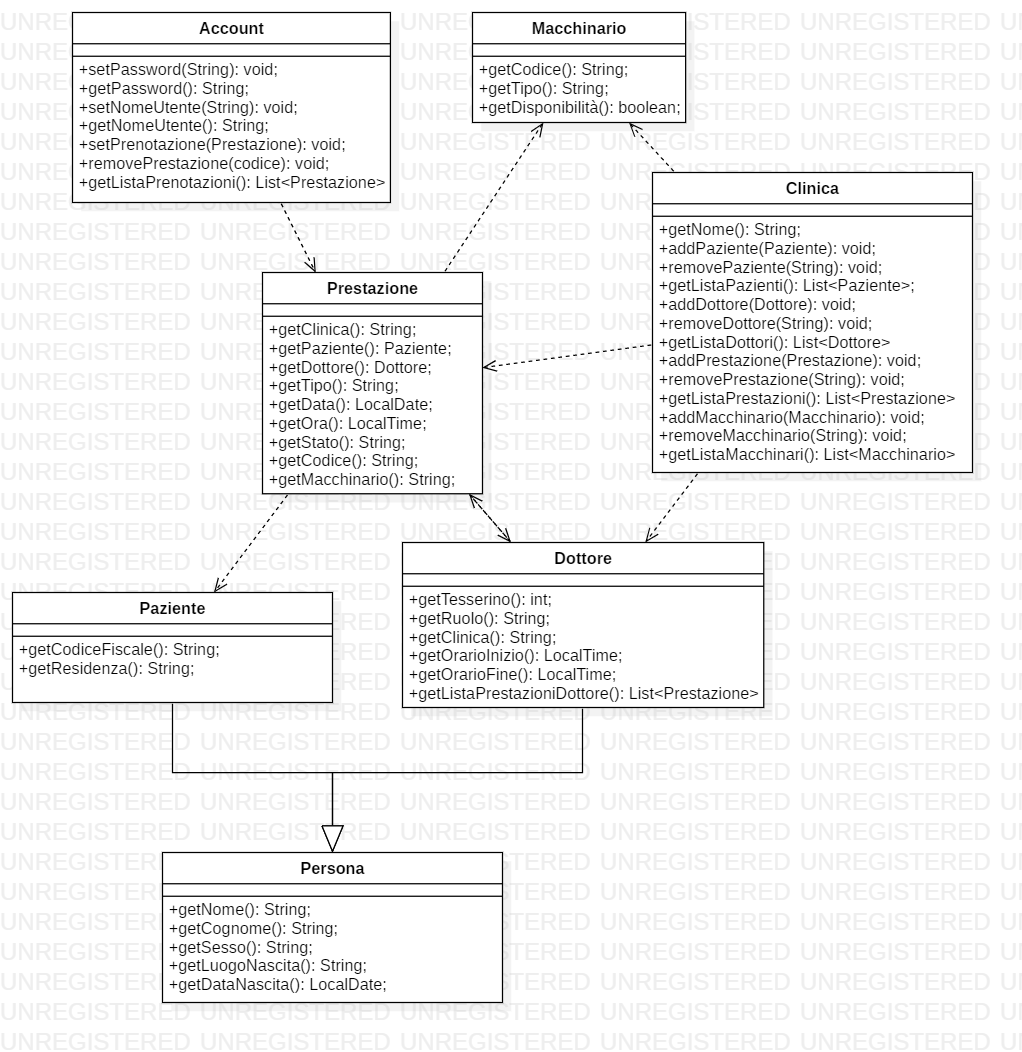 Account
+setPassword(String): void;
+getPassword(): String;
+setNomeUtente(String): void;
+getNomeUtente(): String;
+setPrenotazione(Prestazione): void;
+removePrestazione(codice): void;
+getListaPrenotazioni(): List<Prestazione>
Macchinario
+getCodice(): String;
+getTipo(): String;
+getDisponibilità(): boolean;
Clinica
+getNome(): String;
+addPaziente(Paziente): void;
+removePaziente(String): void;
+getListaPazienti(): List<Paziente>;
+addDottore(Dottore): void;
+removeDottore(String): void;
+getListaDottori(): List<Dottore>
+addPrestazione(Prestazione): void;
+removePrestazione(String): void;
+getListaPrestazioni(): List<Prestazione>
+addMacchinario(Macchinario): void;
+removeMacchinario(String): void;
+getListaMacchinari(): List<Macchinario>
Prestazione
+getClinica(): String;
+getPaziente(): Paziente;
+getDottore(): Dottore;
+getTipo(): String;
+getData(): LocalDate;
+getOra(): LocalTime;
+getStato(): String;
+getCodice(): String;
+getMacchinario(): String;
Dottore
+getTesserino(): int;
+getRuolo(): String;
+getClinica(): String;
+getOrarioInizio(): LocalTime;
+getOrarioFine(): LocalTime;
+getListaPrestazioniDottore(): List<Prestazione>
Paziente
+getCodiceFiscale(): String;
+getResidenza(): String;
Persona
+getNome(): String;
+getCognome(): String;
+getSesso(): String;
+getLuogoNascita(): String;
+getDataNascita(): LocalDate;
UNREGISTERED